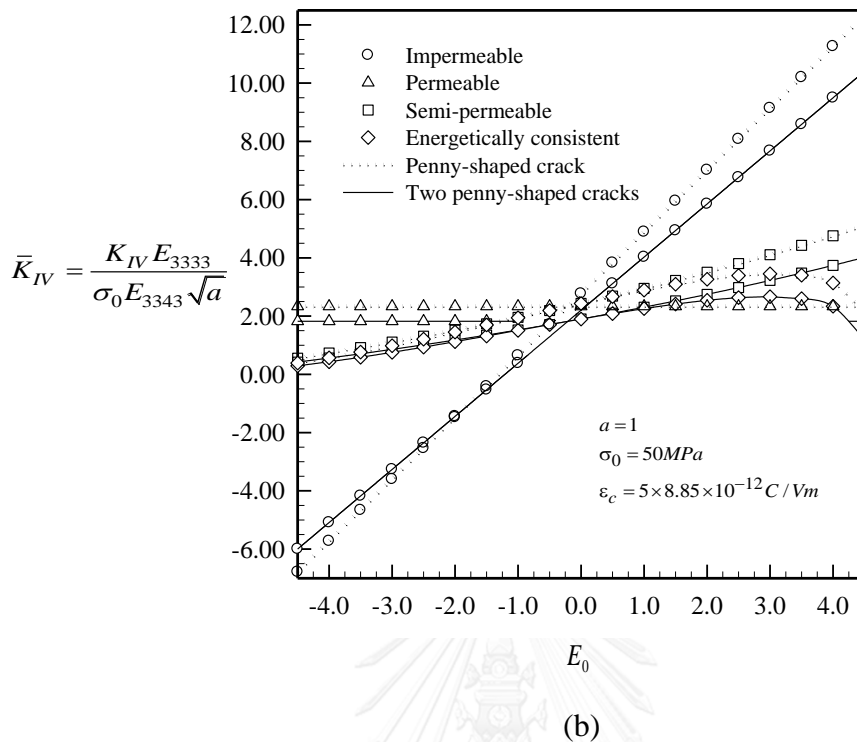 12.00
10.00
8.00
6.00
4.00
2.00
0.00
-2.00
-4.00
-6.00
Impermeable
Permeable
Semi-permeable
Energetically consistent
Penny-shaped crack
Two penny-shaped cracks
K̄_IV = K_IV E_3333 / σ_0 E_3343 √a
a = 1
σ_0 = 50MPa
ε_c = 5×8.85×10^-12 C/Vm
-4.0 -3.0 -2.0 -1.0 0.0 1.0 2.0 3.0 4.0
E_0
(b)